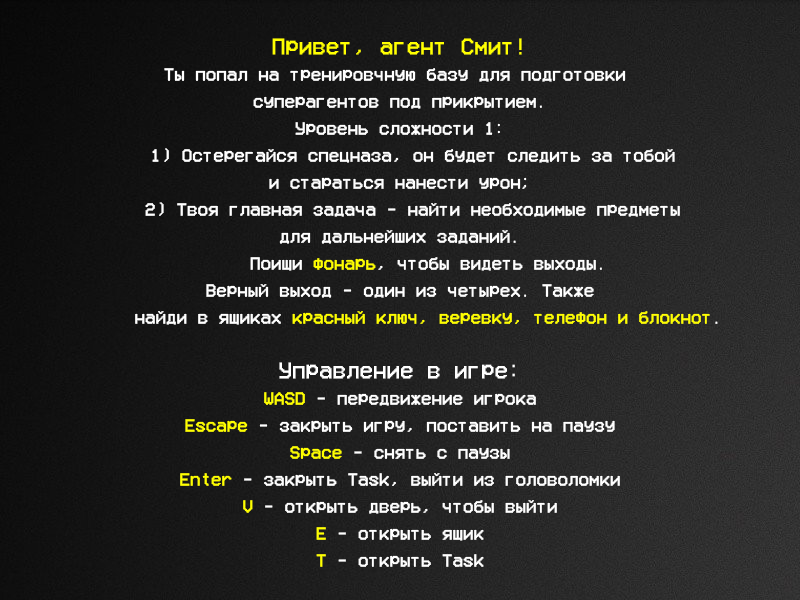 Привет, агент Смит!
Ты попал на тренировчную базу для подготовки
суперагентов под прикрытием.
Уровень сложности 1:
1) Остерегайся спецназа, он будет следить за тобой
и стараться нанести урон;
2) Твоя главная задача - найти необходимые предметы
для дальнейших заданий.
Поищи фонарь, чтобы видеть выходы.
Верный выход - один из четырех. Также
найди в ящиках красный ключ, веревку, телефон и блокнот.
Управление в игре:
WASD - передвижение игрока
Escape - закрыть игру, поставить на паузу
Space - снять с паузы
Enter - закрыть Task, выйти из головоломки
V - открыть дверь, чтобы выйти
E - открыть ящик
T - открыть Task